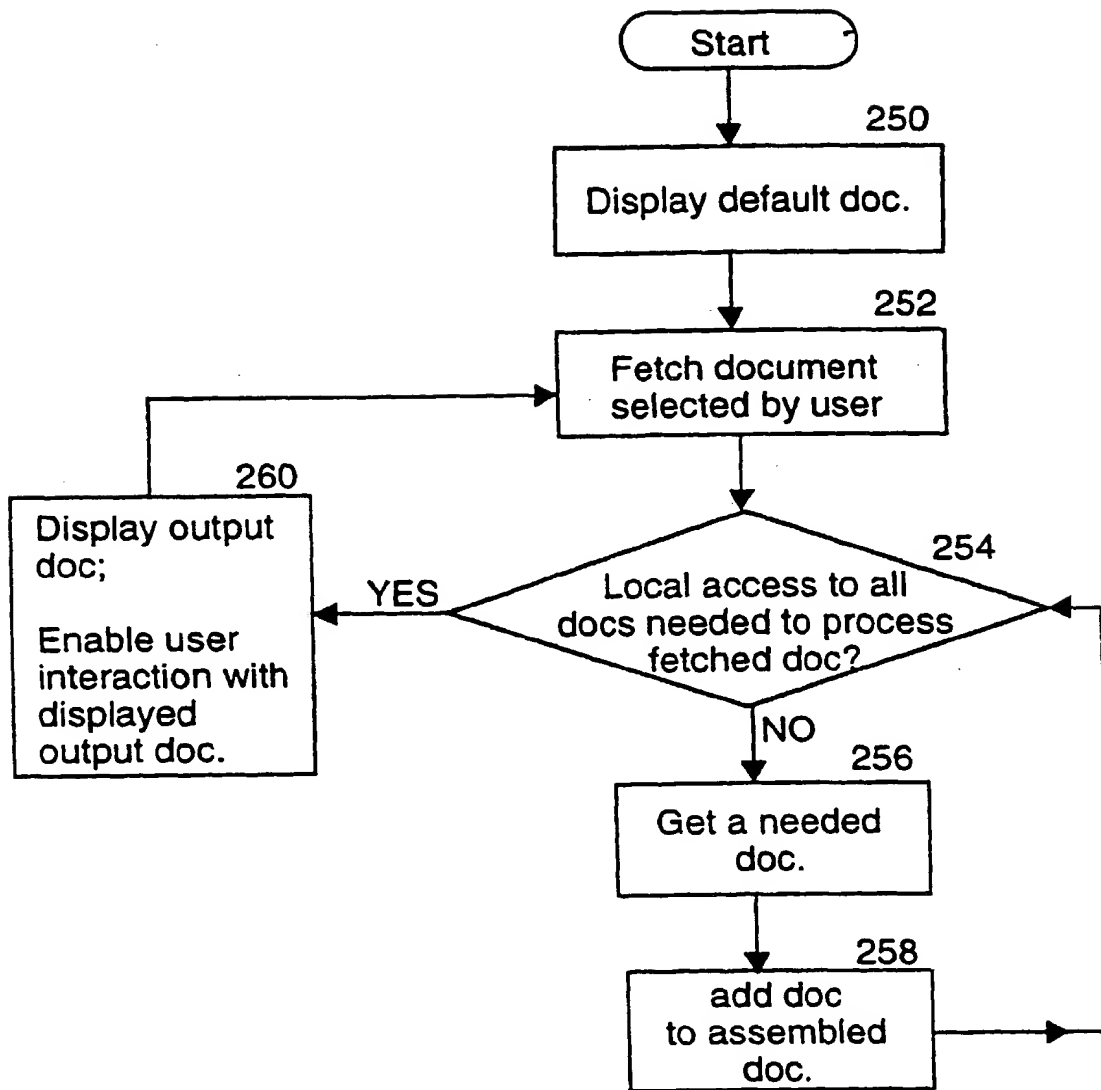 Start
250
Display default doc.
252
Fetch document
selected by user
260
Display output
doc;
Enable user
interaction with
displayed
output doc.
YES
254
Local access to all
docs needed to process
fetched doc?
NO
256
Get a needed
doc.
258
add doc
to assembled
doc.